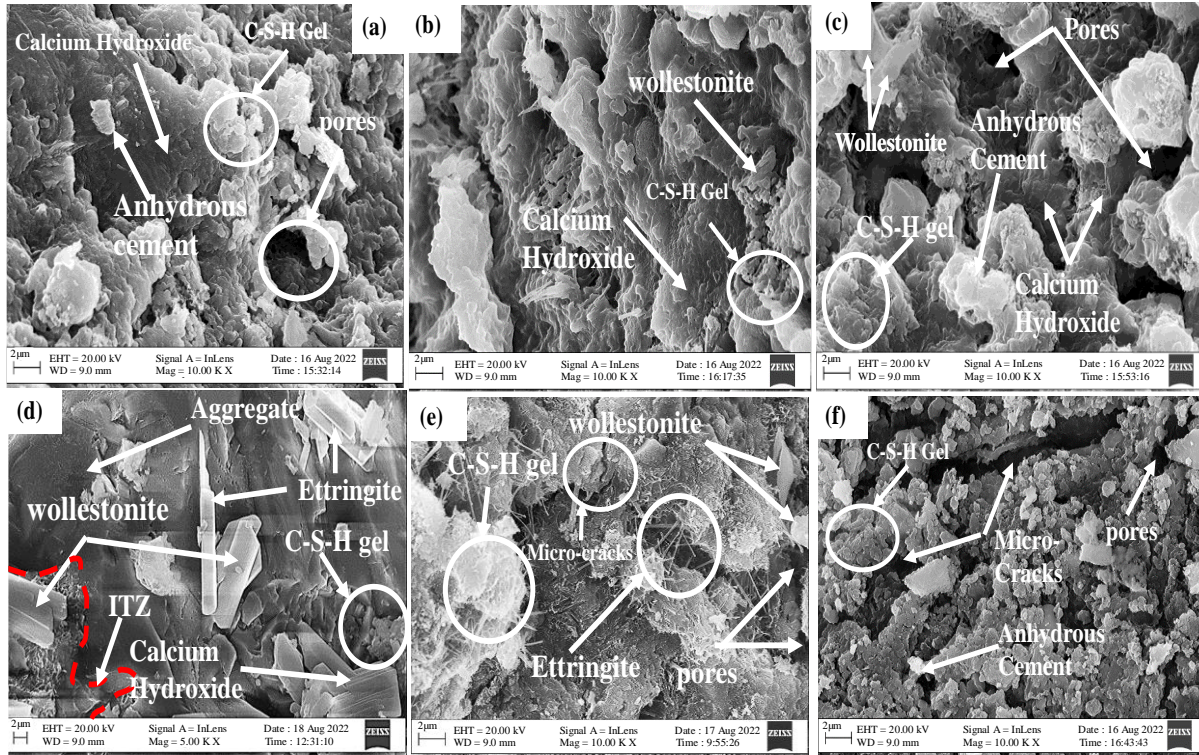 (a)
C-S-H Gel
Calcium Hydroxide
pores
Anhydrous
cement
2μm
EHT = 20.00 kV
WD = 9.0 mm
Signal A = InLens
Mag = 10.00 K X
Date : 16 Aug 2022
Time : 15:32:14
ZEISS
(b)
wollestonite
C-S-H Gel
Calcium
Hydroxide
2μm
EHT = 20.00 kV
WD = 9.0 mm
Signal A = InLens
Mag = 10.00 K X
Date : 16 Aug 2022
Time : 16:17:35
ZEISS
(c)
Pores
Wollestonite
Anhydrous
Cement
C-S-H gel
Calcium
Hydroxide
2μm
EHT = 20.00 kV
WD = 9.0 mm
Signal A = InLens
Mag = 10.00 K X
Date : 16 Aug 2022
Time : 15:53:16
ZEISS
(d)
Aggregate
Ettringite
wollestonite
C-S-H gel
ITZ
Calcium
Hydroxide
2μm
EHT = 20.00 kV
WD = 9.0 mm
Signal A = InLens
Mag = 5.00 K X
Date : 18 Aug 2022
Time : 12:31:10
ZEISS
(e)
wollestonite
C-S-H gel
Micro-cracks
Ettringite
pores
2μm
EHT = 20.00 kV
WD = 9.0 mm
Signal A = InLens
Mag = 10.00 K X
Date : 17 Aug 2022
Time : 9:55:26
ZEISS
(f)
C-S-H Gel
pores
Micro-
Cracks
Anhydrous
Cement
2μm
EHT = 20.00 kV
WD = 9.0 mm
Signal A = InLens
Mag = 10.00 K X
Date : 16 Aug 2022
Time : 16:43:43
ZEISS